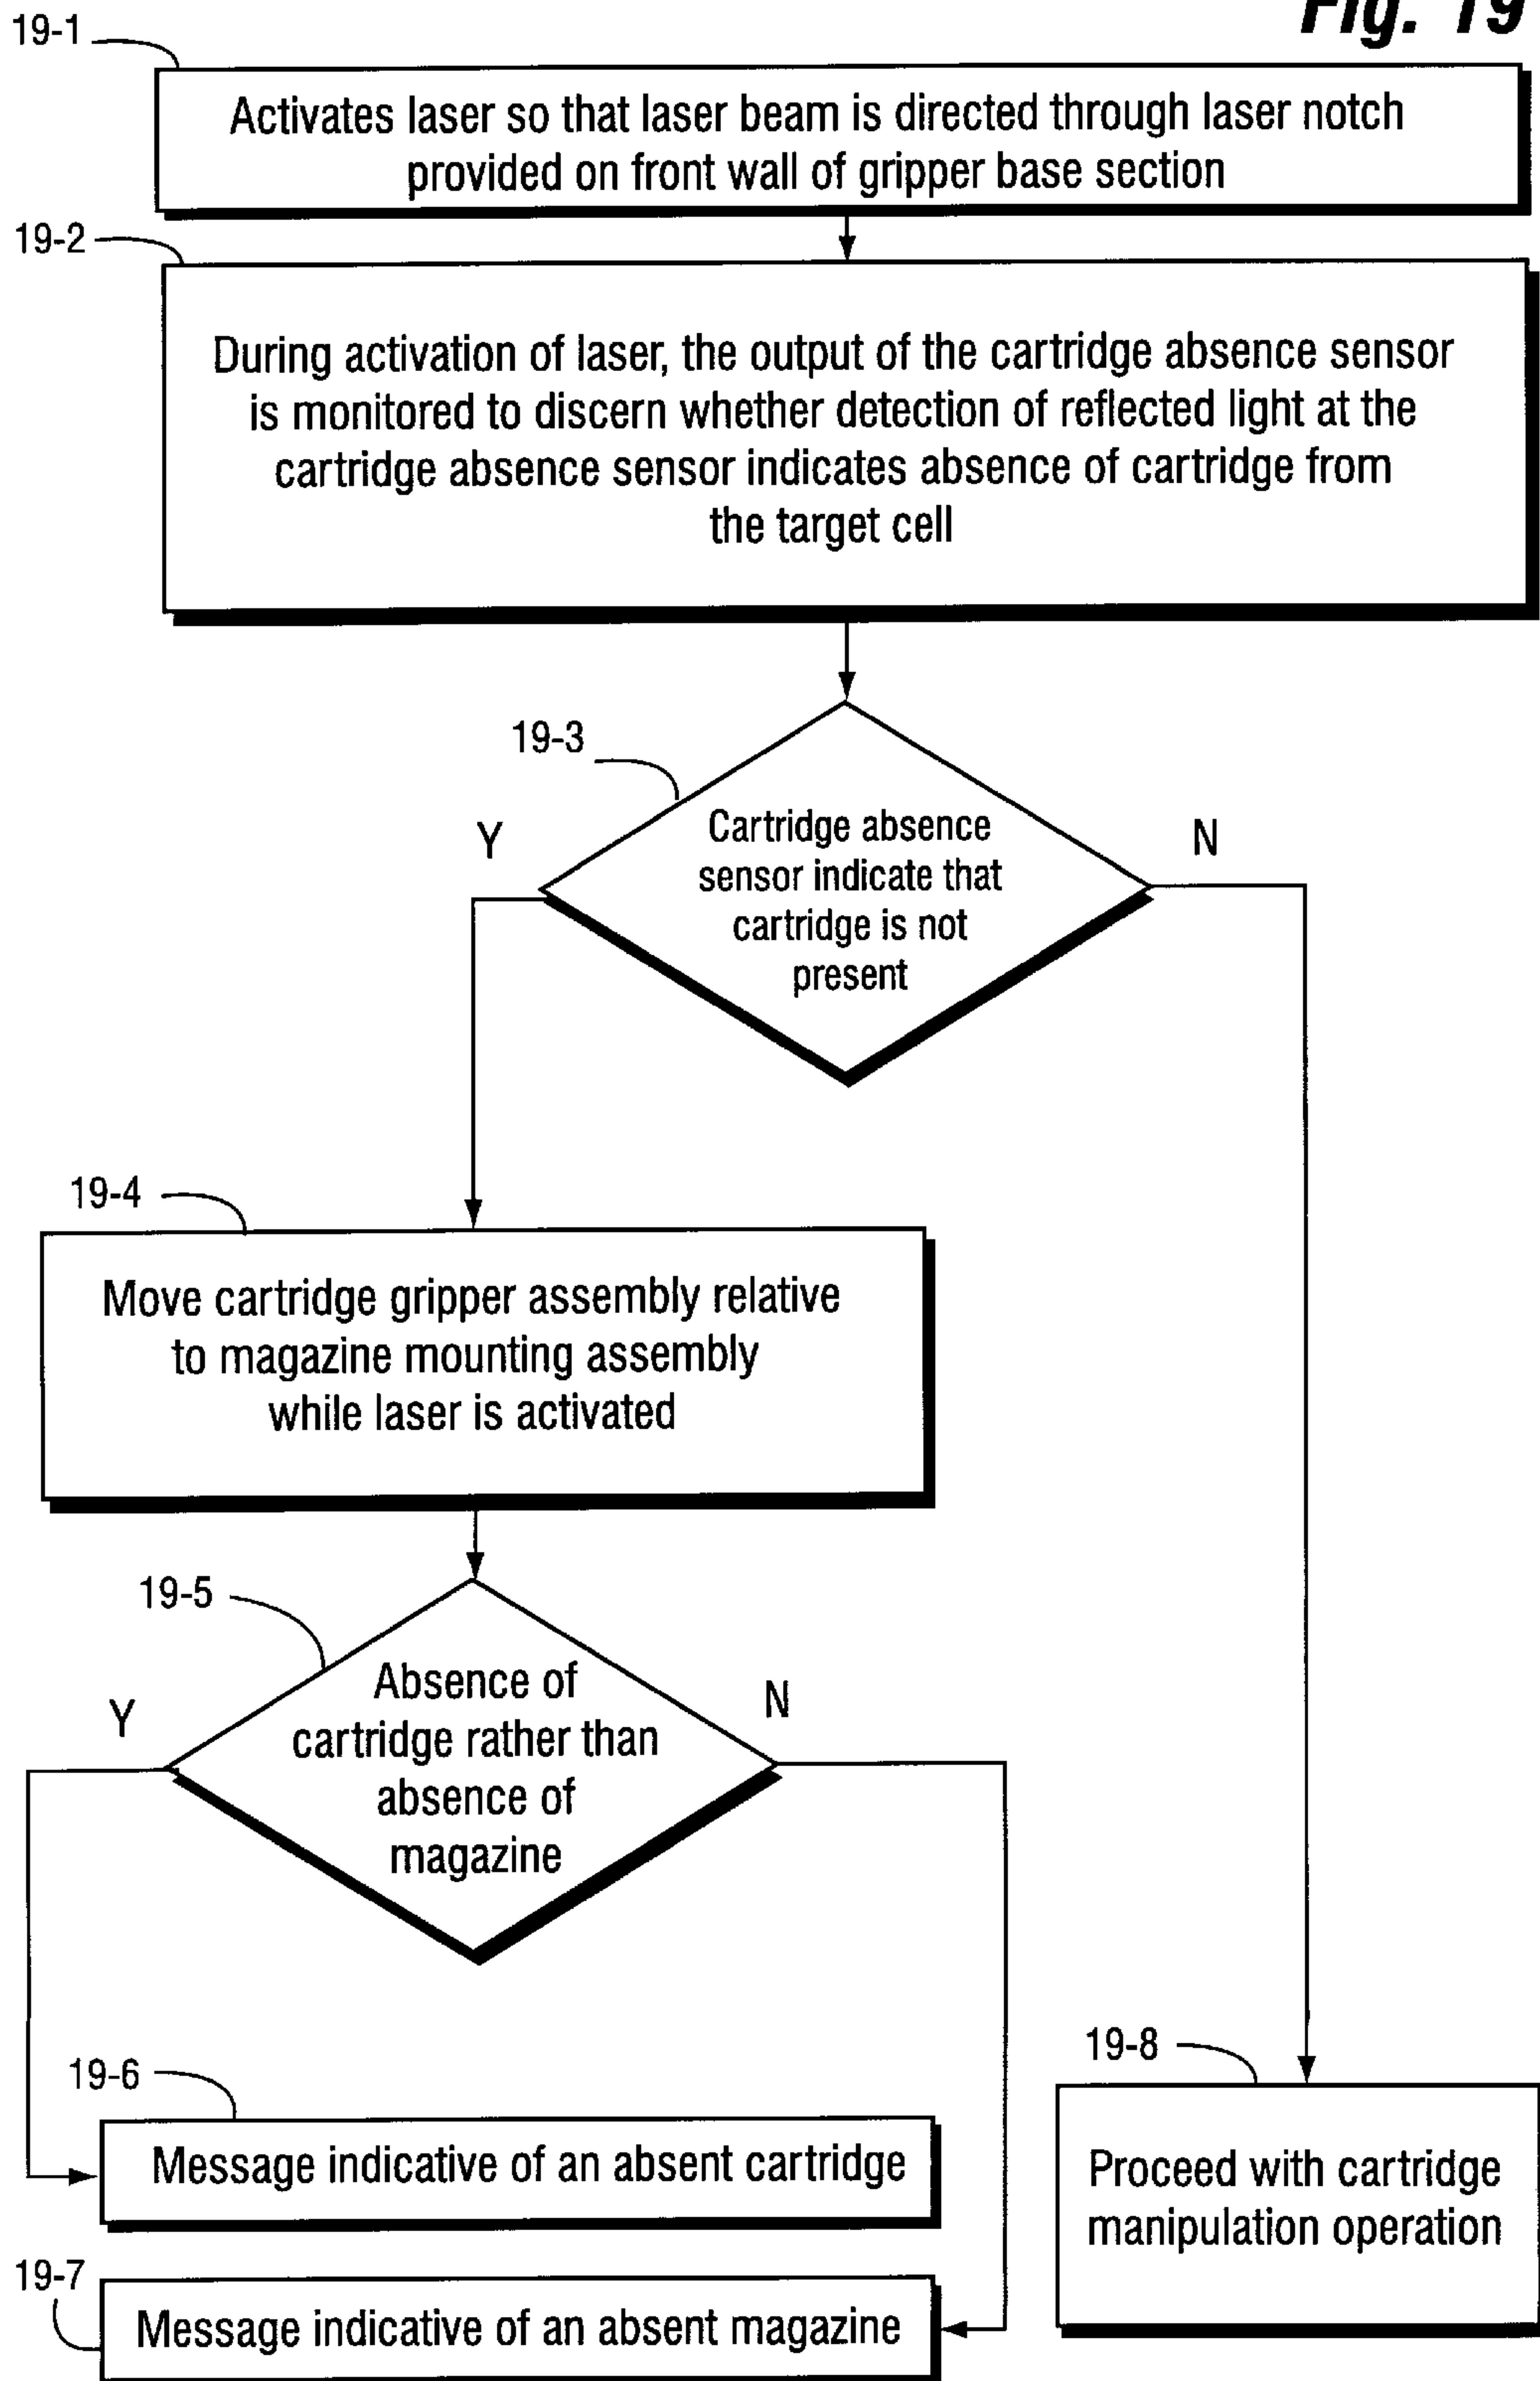 Fig. 19
19-1
Activates laser so that laser beam is directed through laser notch
provided on front wall of gripper base section
19-2
During activation of laser, the output of the cartridge absence sensor
is monitored to discern whether detection of reflected light at the
cartridge absence sensor indicates absence of cartridge from
the target cell
19-3
Y
N
Cartridge absence
sensor indicate that
cartridge is not
present
19-4
Move cartridge gripper assembly relative
to magazine mounting assembly
while laser is activated
19-5
Y
N
Absence of
cartridge rather than
absence of
magazine
19-6
Message indicative of an absent cartridge
19-7
Message indicative of an absent magazine
19-8
Proceed with cartridge
manipulation operation